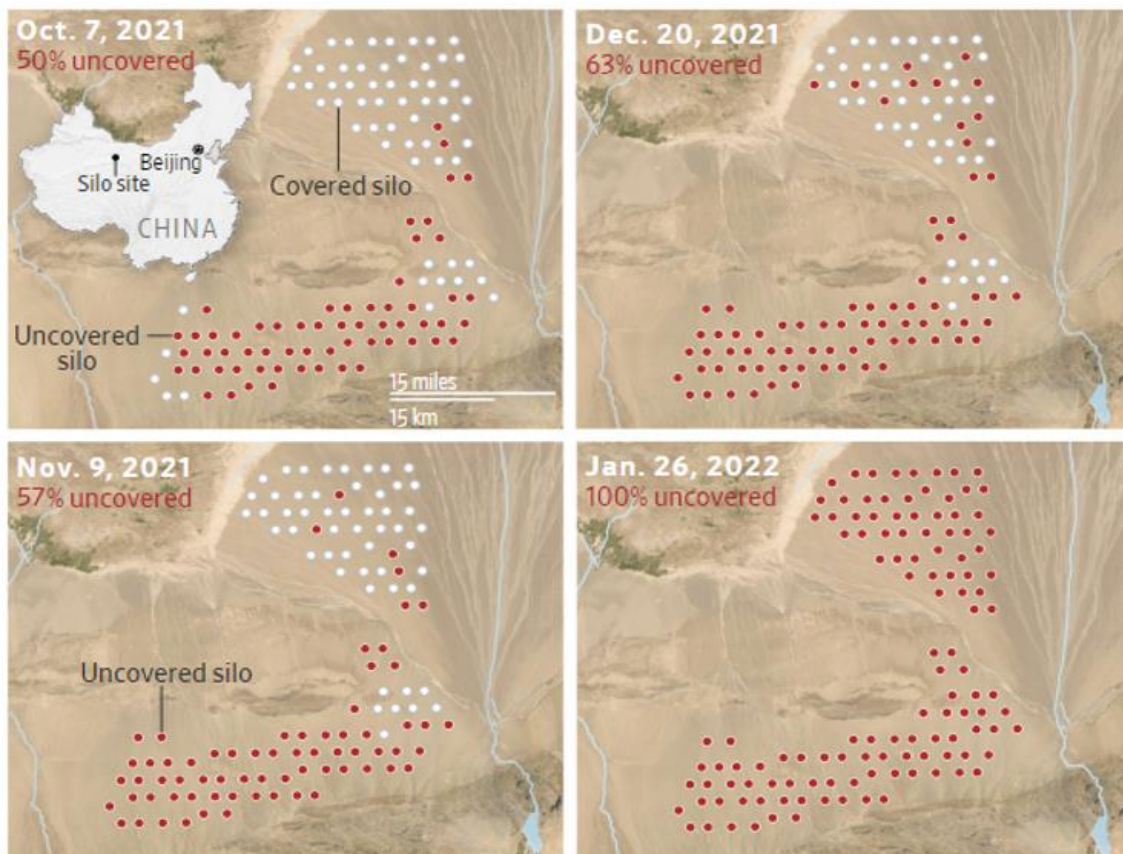 Oct. 7, 2021
50% uncovered
Beijing
Silo site
CHINA
Covered silo
Uncovered
silo
15 miles
15 km
Dec. 20, 2021
63% uncovered
Nov. 9, 2021
57% uncovered
Uncovered silo
Jan. 26, 2022
100% uncovered